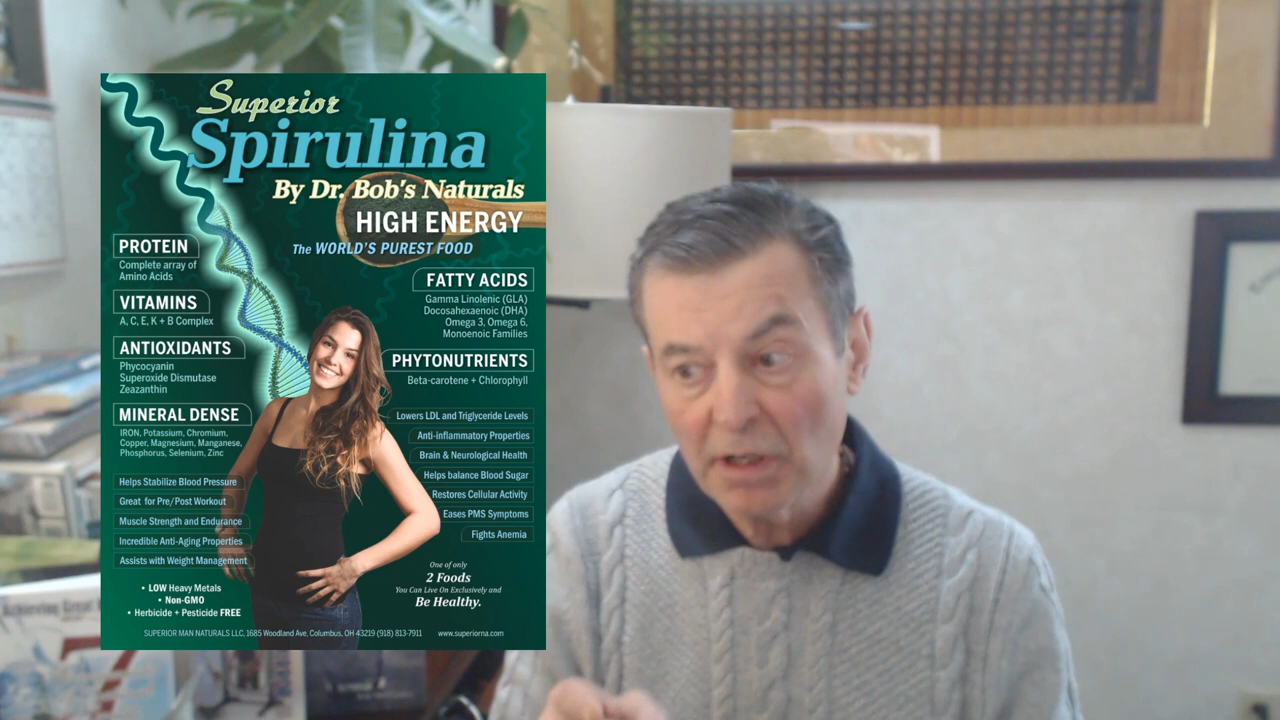 Superior
Spirulina
By Dr. Bob's Naturals
HIGH ENERGY
The WORLD'S PUREST FOOD
PROTEIN
Complete array of
Amino Acids
VITAMINS
A, C, E, K + B Complex
ANTIOXIDANTS
Phycocyanin
Superoxide Dismutase
Zeazanthin
MINERAL DENSE
IRON, Potassium, Chromium,
Copper, Magnesium, Manganese,
Phosphorus, Selenium, Zinc
Helps Stabilize Blood Pressure
Great for Pre/Post Workout
Muscle Strength and Endurance
Incredible Anti-Aging Properties
Assists with Weight Management
• LOW Heavy Metals
• Non-GMO
• Herbicide + Pesticide FREE
FATTY ACIDS
Gamma Linolenic (GLA)
Docosahexaenoic (DHA)
Omega 3, Omega 6,
Monoenoic Families
PHYTONUTRIENTS
Beta-carotene + Chlorophyll
Lowers LDL and Triglyceride Levels
Anti-inflammatory Properties
Brain & Neurological Health
Helps balance Blood Sugar
Restores Cellular Activity
Eases PMS Symptoms
Fights Anemia
One of only
2 Foods
You Can Live On Exclusively and
Be Healthy.
SUPERIOR MAN NATURALS LLC, 1685 Woodland Ave, Columbus, OH 43219 (918) 813-7911 www.superiorna.com
Achieving Great